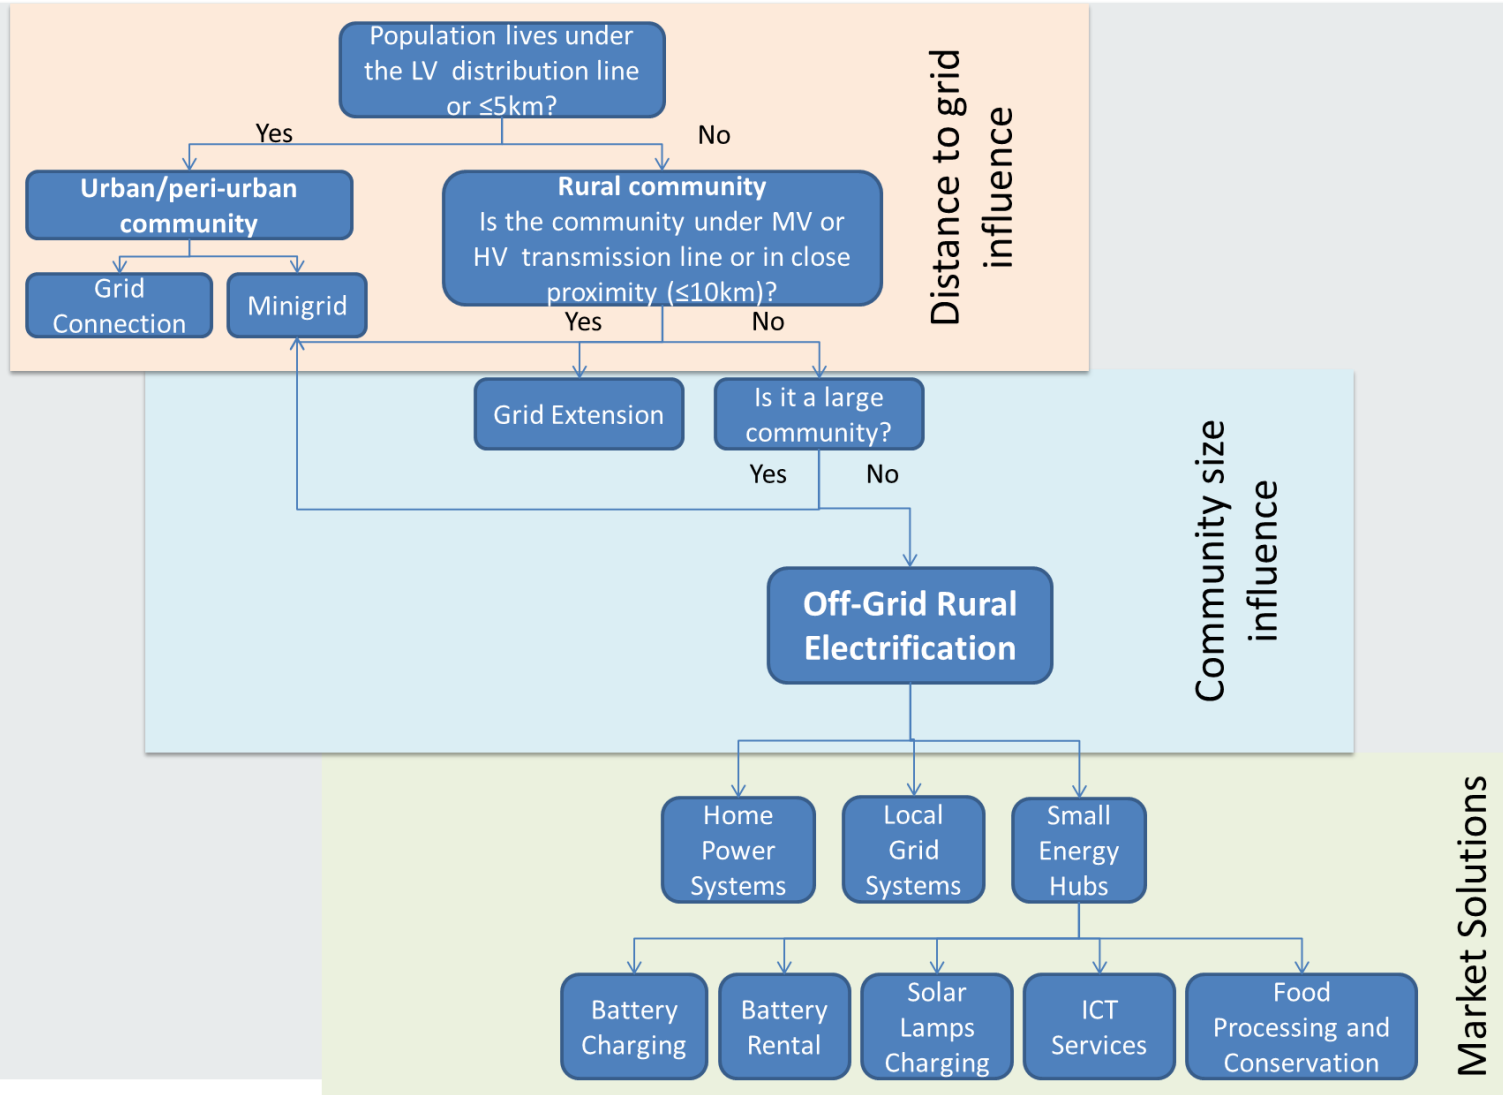 Population lives under
the LV distribution line
or ≤5km?
Distance to grid
influence
Yes
No
Urban/peri-urban
community
Rural community
Is the community under MV or
HV transmission line or in close
proximity (≤10km)?
Grid
Connection
Minigrid
Yes
No
Grid Extension
Is it a large
community?
Yes
No
Community size
influence
Off-Grid Rural
Electrification
Home
Power
Systems
Local
Grid
Systems
Small
Energy
Hubs
Market Solutions
Battery
Charging
Battery
Rental
Solar
Lamps
Charging
ICT
Services
Food
Processing and
Conservation